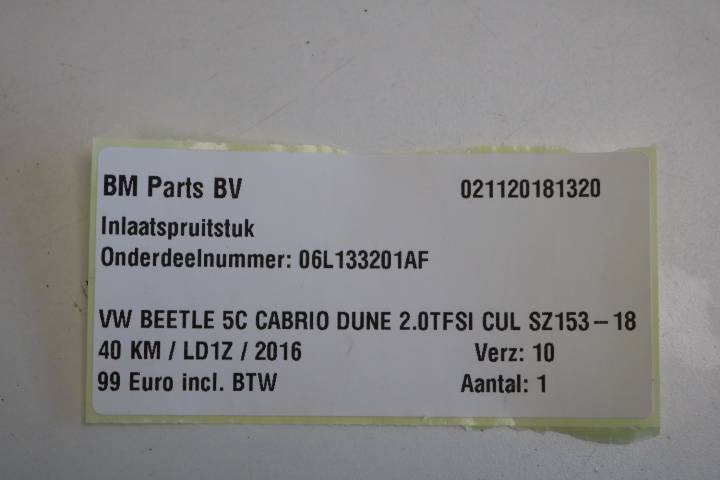 BM Parts BV 021120181320
Inlaatspruitstuk
Onderdeelnummer: 06L133201AF
VW BEETLE 5C CABRIO DUNE 2.0TFSI CUL SZ153-18
40 KM / LD1Z / 2016 Verz: 10
99 Euro incl. BTW Aantal: 1